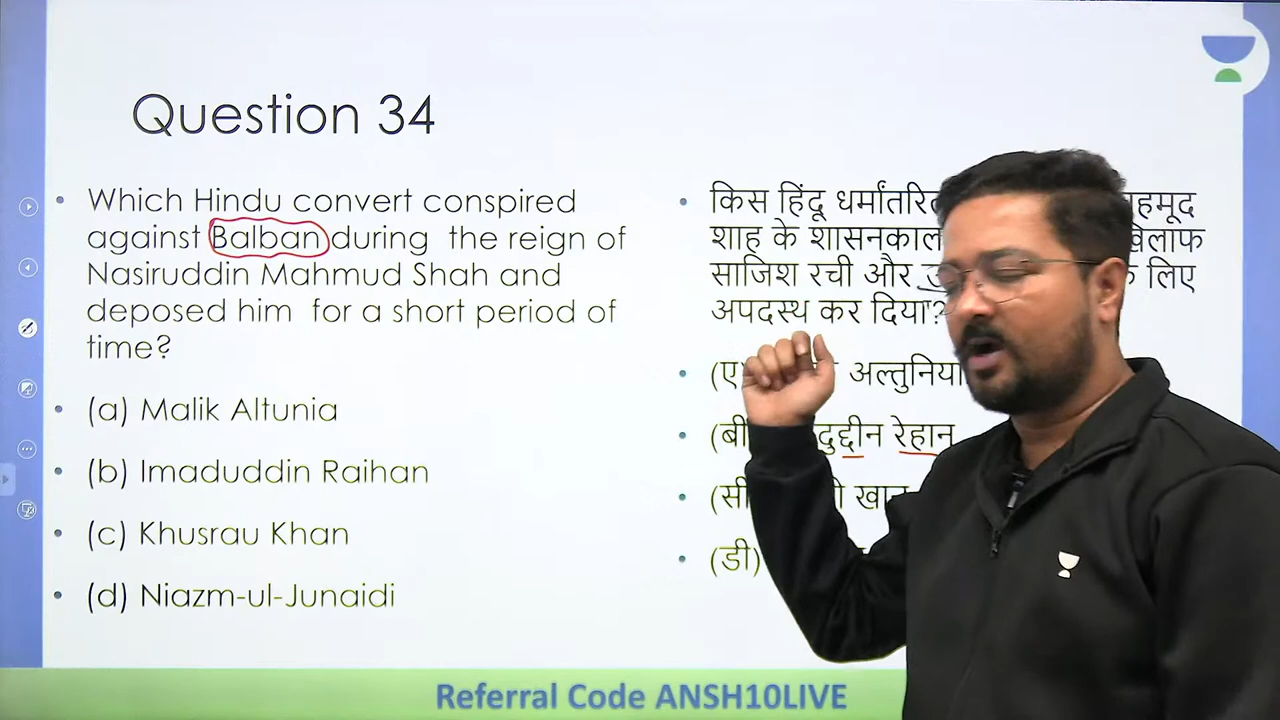 Question 34
• Which Hindu convert conspired
against Balban during the reign of
Nasiruddin Mahmud Shah and
deposed him for a short period of
time?
• (a) Malik Altunia
• (b) Imaduddin Raihan
• (c) Khusrau Khan
• (d) Niazm-ul-Junaidi
• किस हिंदू
शाह के शासनकाल
साजिश रची और लिए
अपदस्थ कर दिया'?
• अल्तुनिया
• रेहान
• खान
• (डी)
Referral Code ANSH10LIVE